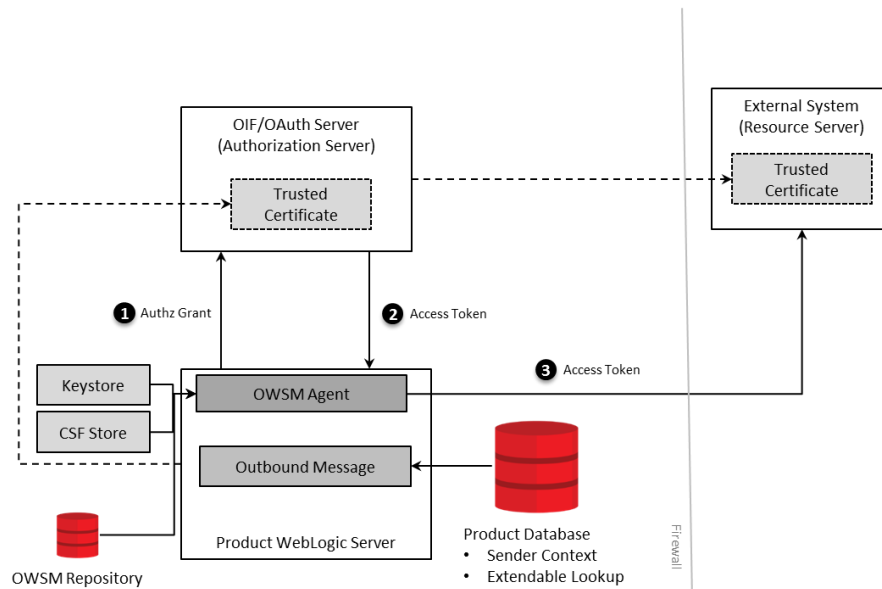 OIF/OAuth Server
(Authorization Server)
Trusted
Certificate
External System
(Resource Server)
Trusted
Certificate
1 Authz Grant
2 Access Token
3 Access Token
Keystore
CSF Store
OWSM Agent
Outbound Message
Product WebLogic Server
OWSM Repository
Product Database
• Sender Context
• Extendable Lookup
Firewall